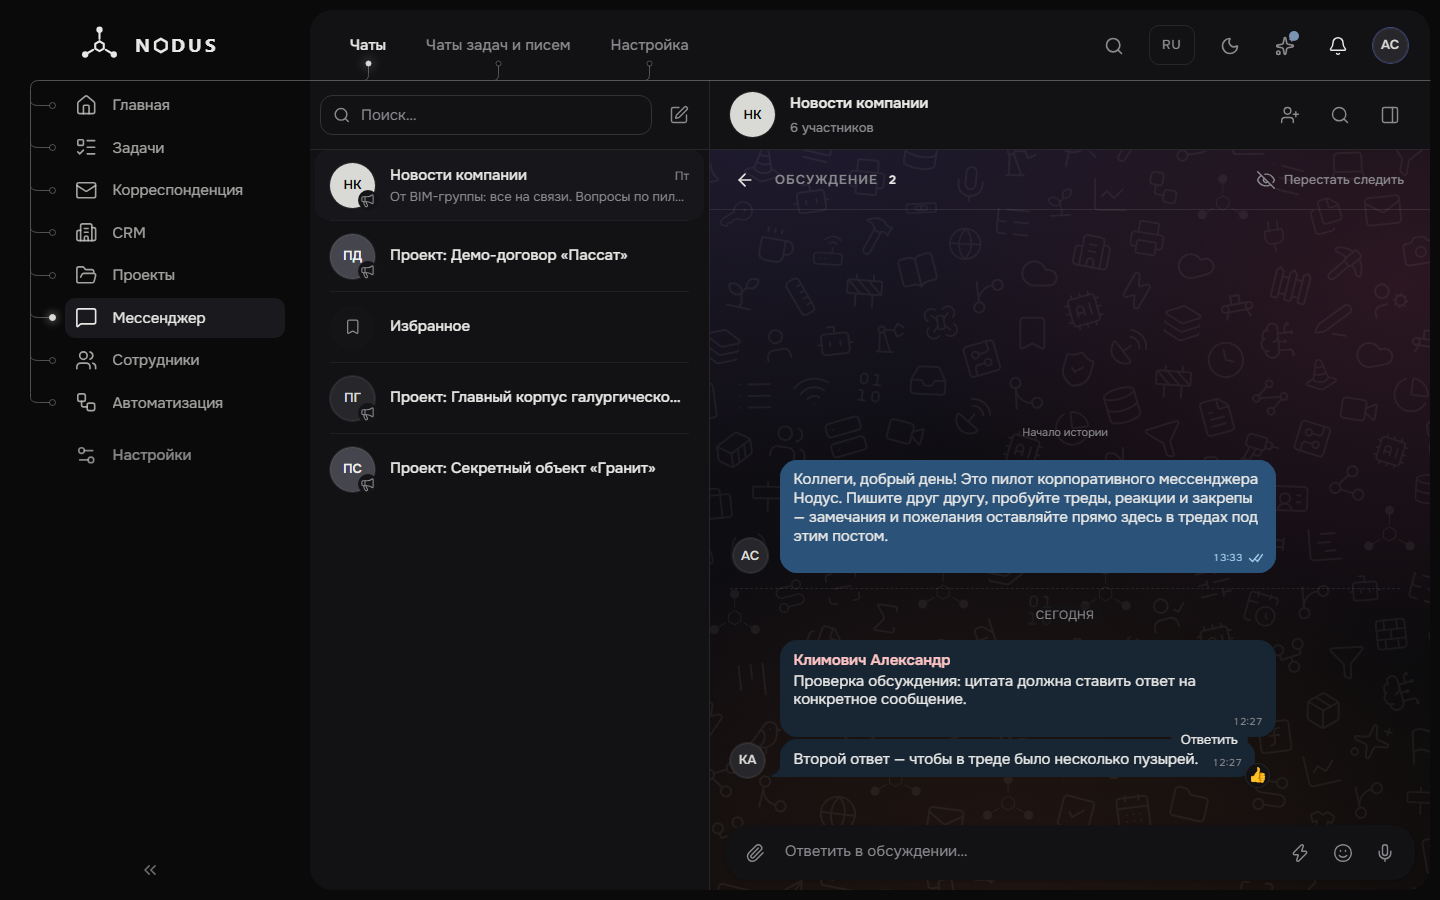 NODUS
Чаты
Чаты задач и писем
Настройка
RU
АС
Главная
Задачи
Корреспонденция
CRM
Проекты
Мессенджер
Сотрудники
Автоматизация
Настройки
Поиск...
НК
Новости компании
Пт
От BIM-группы: все на связи. Вопросы по пил...
ПД
Проект: Демо-договор «Пассат»
Избранное
ПГ
Проект: Главный корпус галургическо...
ПС
Проект: Секретный объект «Гранит»
НК
Новости компании
6 участников
ОБСУЖДЕНИЕ 2
Перестать следить
Начало истории
Коллеги, добрый день! Это пилот корпоративного мессенджера
Нодус. Пишите друг другу, пробуйте треды, реакции и закрепы
— замечания и пожелания оставляйте прямо здесь в тредах под
этим постом.
13:33
АС
СЕГОДНЯ
Климович Александр
Проверка обсуждения: цитата должна ставить ответ на
конкретное сообщение.
12:27
Ответить
КА
Второй ответ — чтобы в треде было несколько пузырей.
12:27
Ответить в обсуждении...